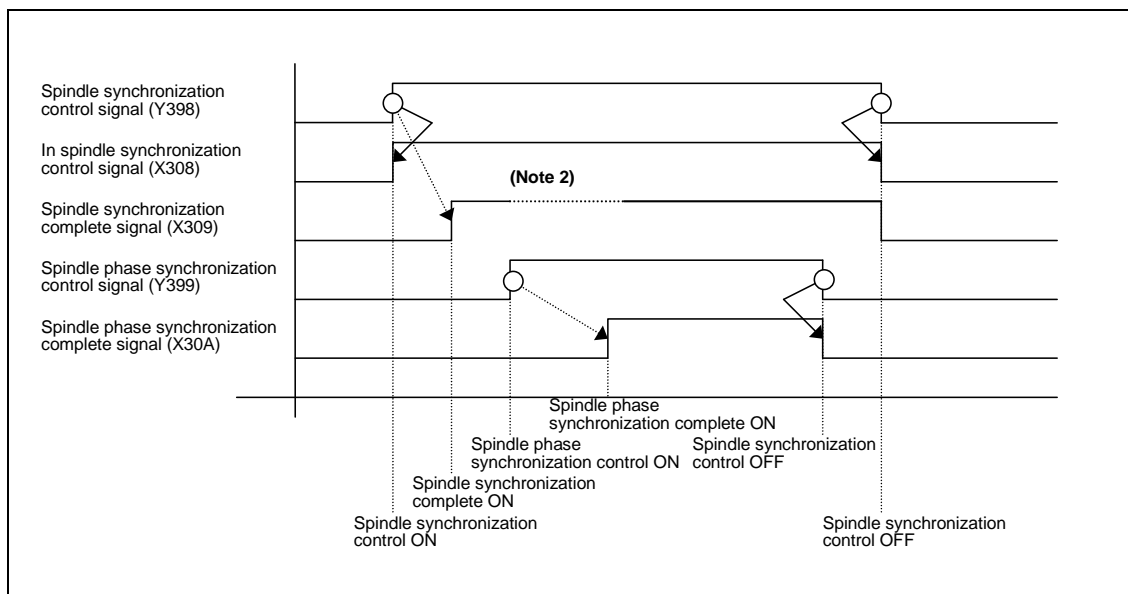 Spindle synchronization
control signal (Y398)
In spindle synchronization
control signal (X308)
(Note 2)
Spindle synchronization
complete signal (X309)
Spindle phase synchronization
control signal (Y399)
Spindle phase synchronization
complete signal (X30A)
Spindle phase
synchronization complete ON
Spindle phase
synchronization control ON
Spindle synchronization
control OFF
Spindle synchronization
complete ON
Spindle synchronization
control ON
Spindle synchronization
control OFF